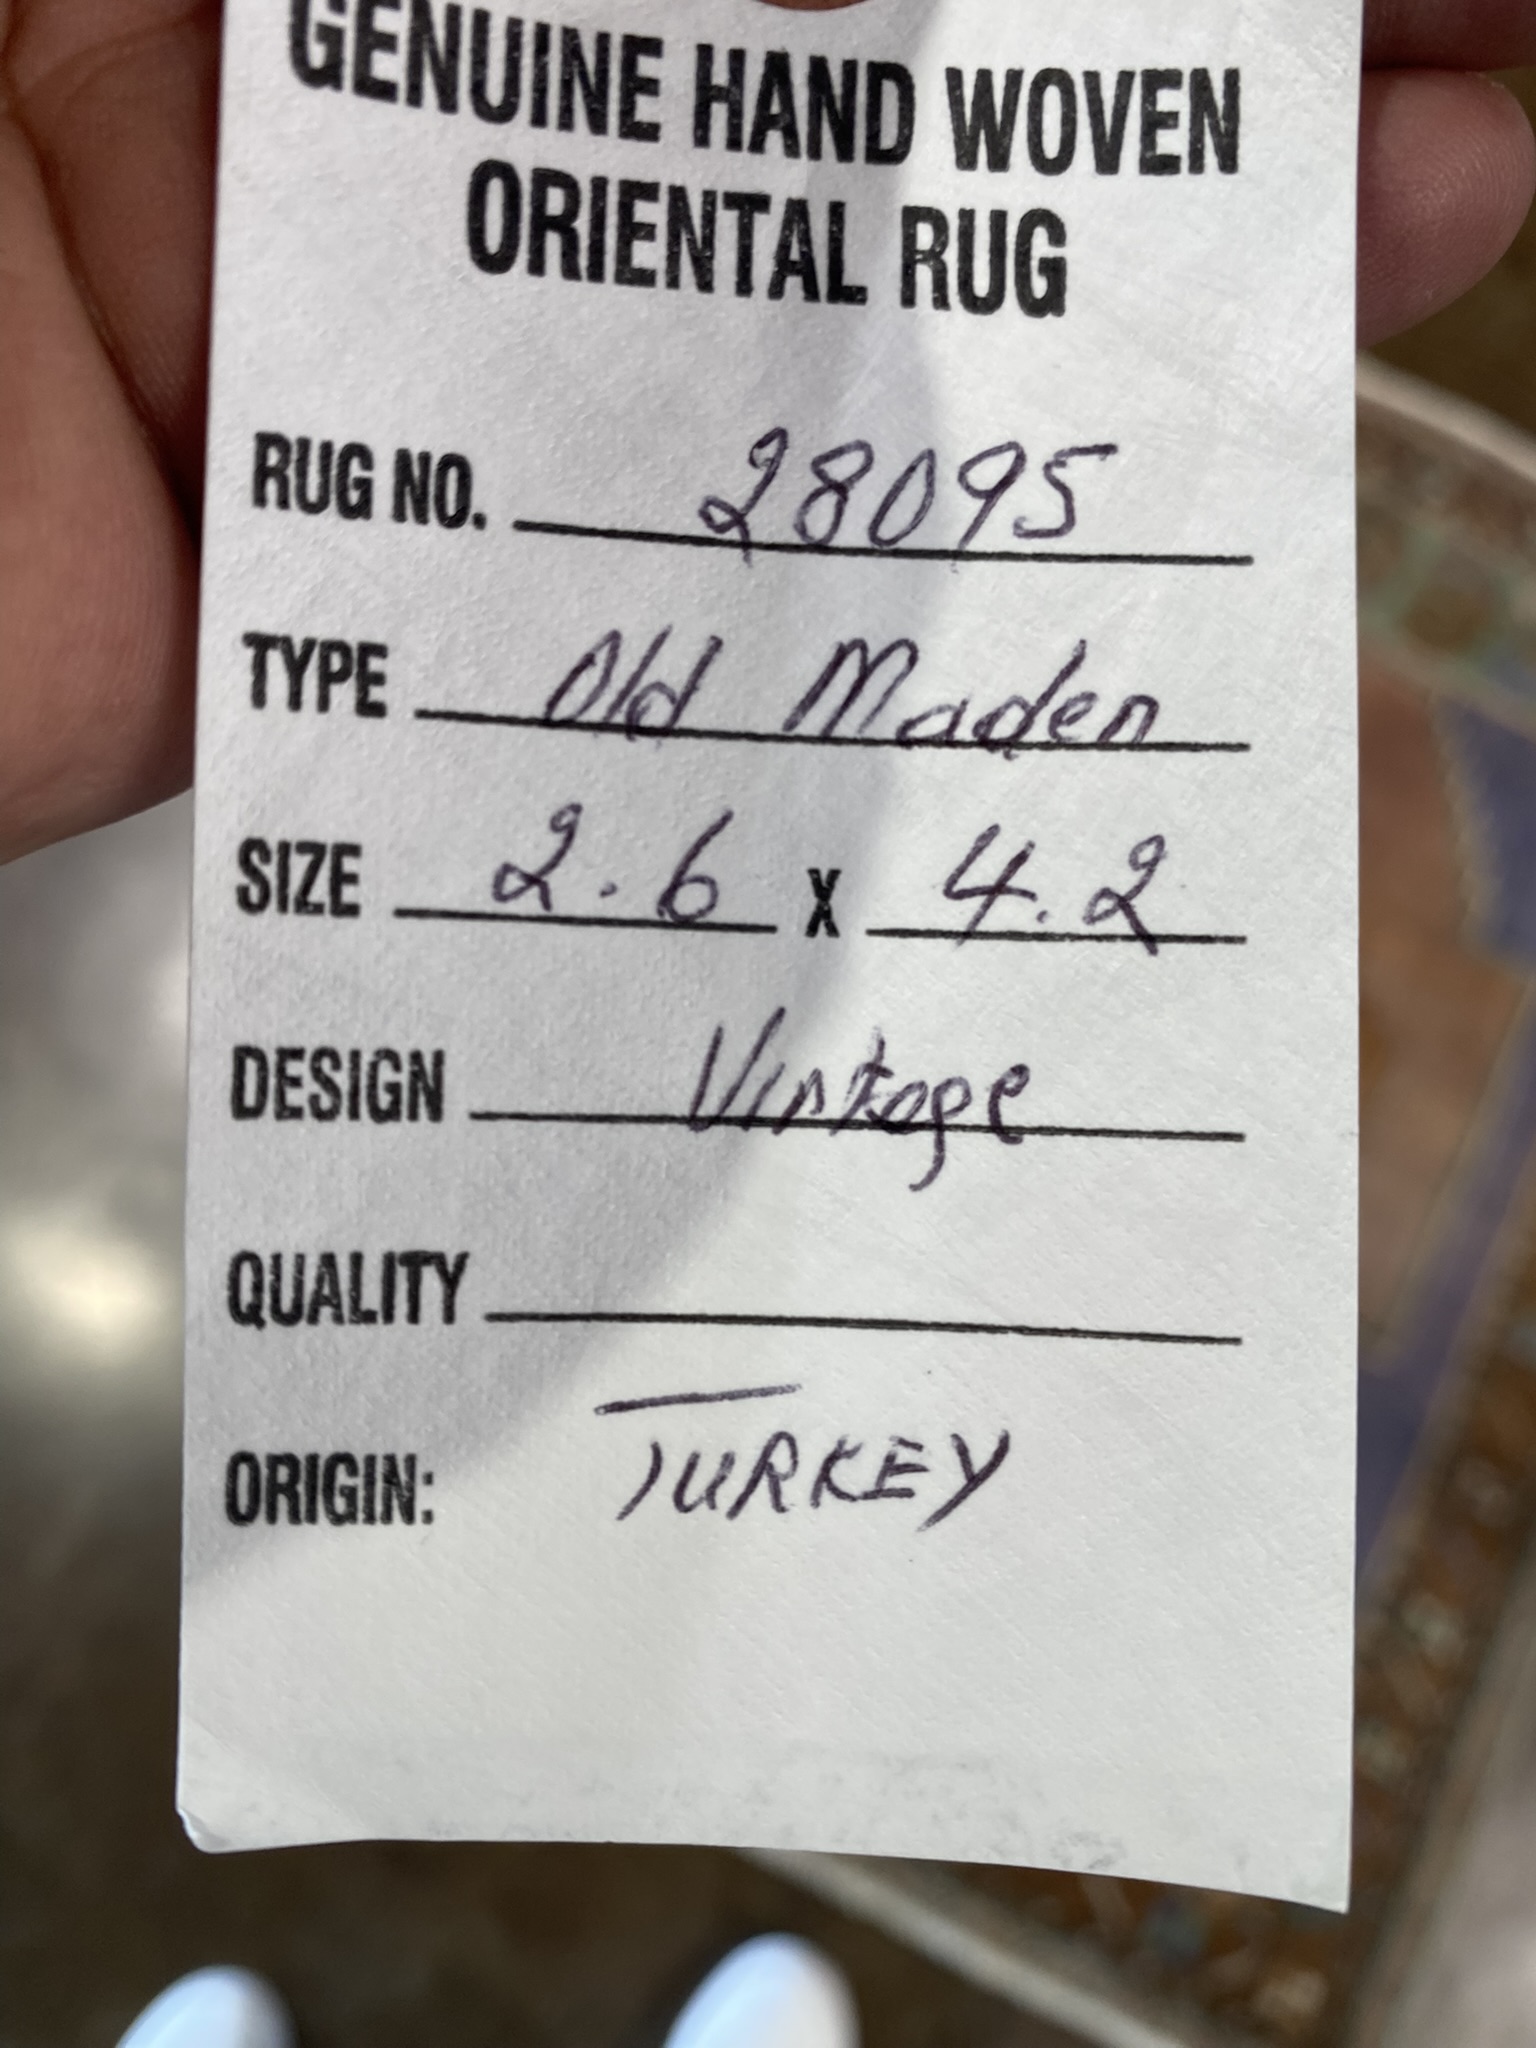 GENUINE HAND WOVEN
ORIENTAL RUG
RUG NO. 28095
TYPE Old Maden
SIZE 2.6 X 4.2
DESIGN Vintage
QUALITY
ORIGIN: TURKEY